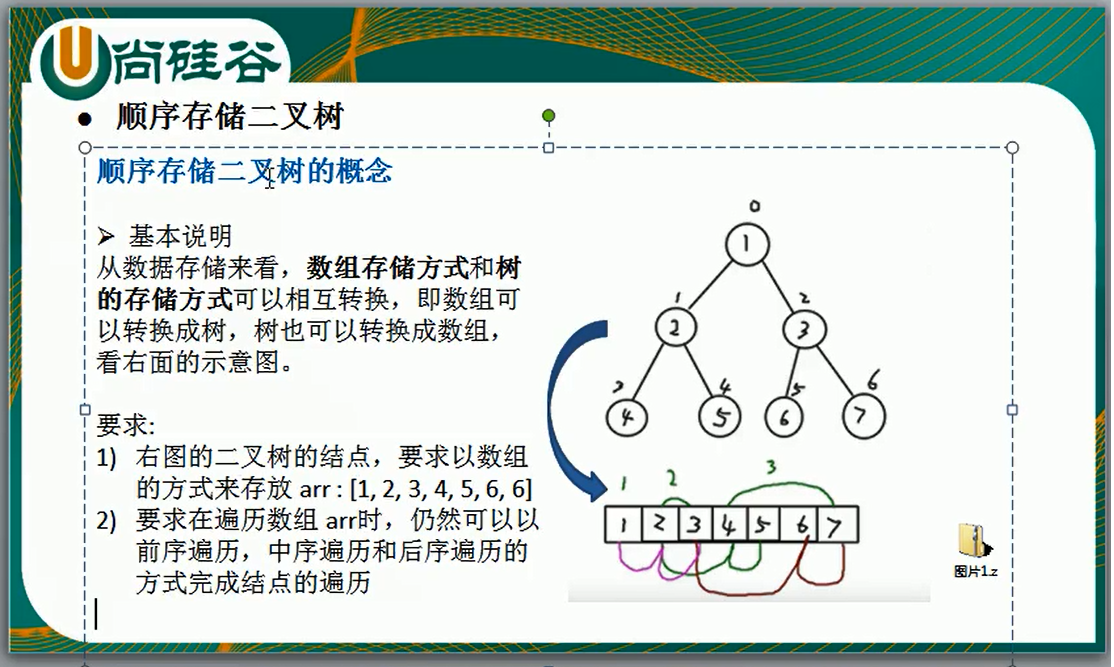 尚硅谷
● 顺序存储二叉树
顺序存储二叉树的概念
➢ 基本说明
从数据存储来看，数组存储方式和树
的存储方式可以相互转换，即数组可
以转换成树，树也可以转换成数组，
看右面的示意图。
要求:
1) 右图的二叉树的结点，要求以数组
的方式来存放 arr : [1, 2, 3, 4, 5, 6, 6]
2) 要求在遍历数组 arr时，仍然可以以
前序遍历，中序遍历和后序遍历的
方式完成结点的遍历
0
1
1 2
2 3
3 4 5 6
4 5 6 7
1 2 3
1 2 3 4 5 6 7
图片1.z